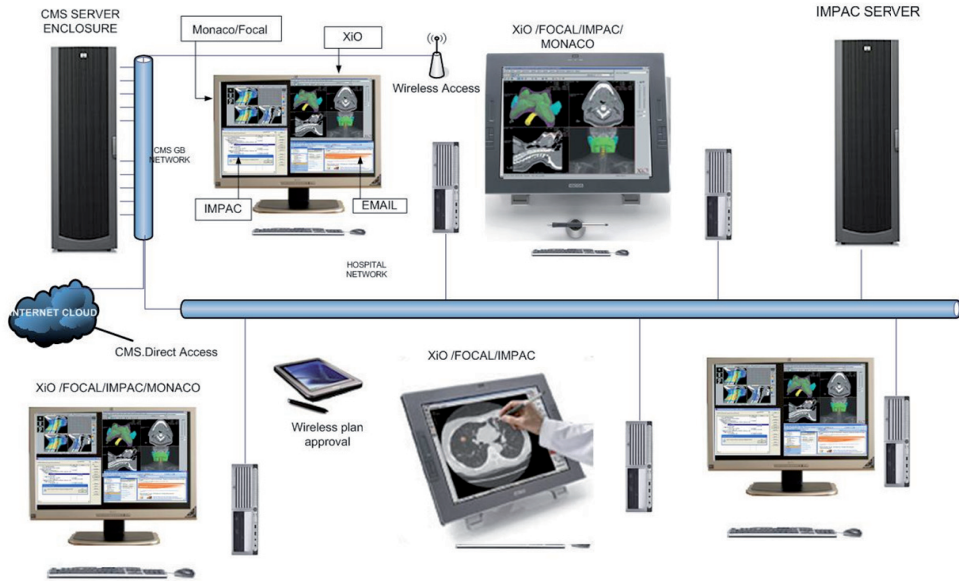 CMS SERVER
ENCLOSURE
Monaco/Focal
XiO
Wireless Access
XiO /FOCAL/IMPAC/
MONACO
IMPAC SERVER
CMS GB
NETWORK
IMPAC
EMAIL
HOSPITAL
NETWORK
INTERNET CLOUD
CMS.Direct Access
XiO /FOCAL/IMPAC/MONACO
Wireless plan
approval
XiO /FOCAL/IMPAC